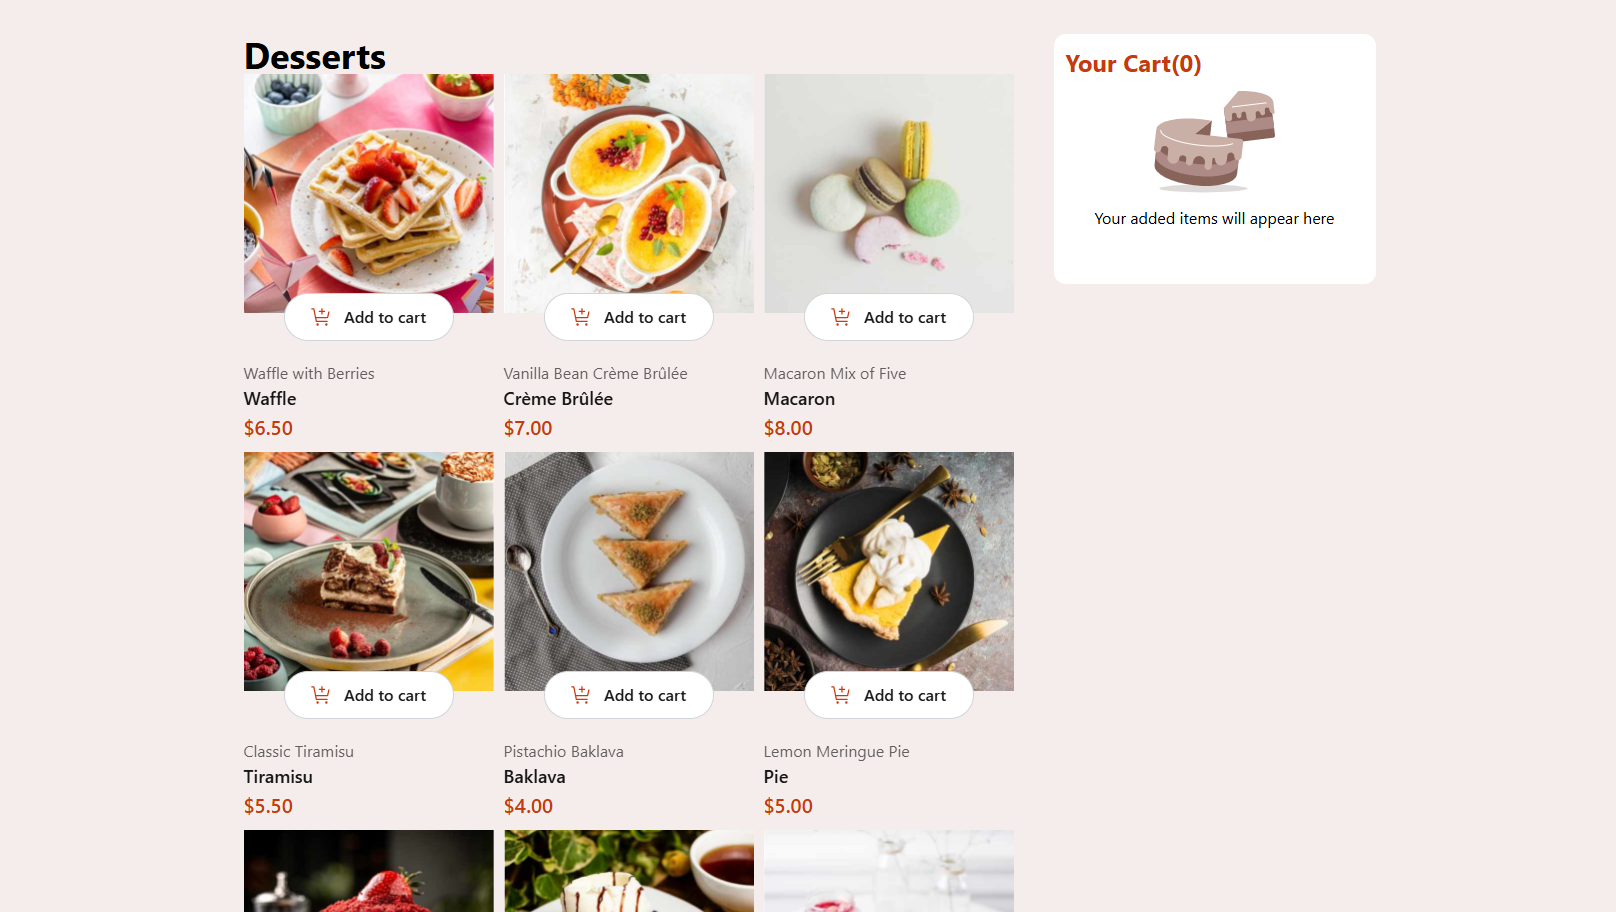 Desserts
Add to cart
Add to cart
Add to cart
Waffle with Berries
Waffle
$6.50
Vanilla Bean Crème Brûlée
Crème Brûlée
$7.00
Macaron Mix of Five
Macaron
$8.00
Add to cart
Add to cart
Add to cart
Classic Tiramisu
Tiramisu
$5.50
Pistachio Baklava
Baklava
$4.00
Lemon Meringue Pie
Pie
$5.00
Your Cart(0)
Your added items will appear here